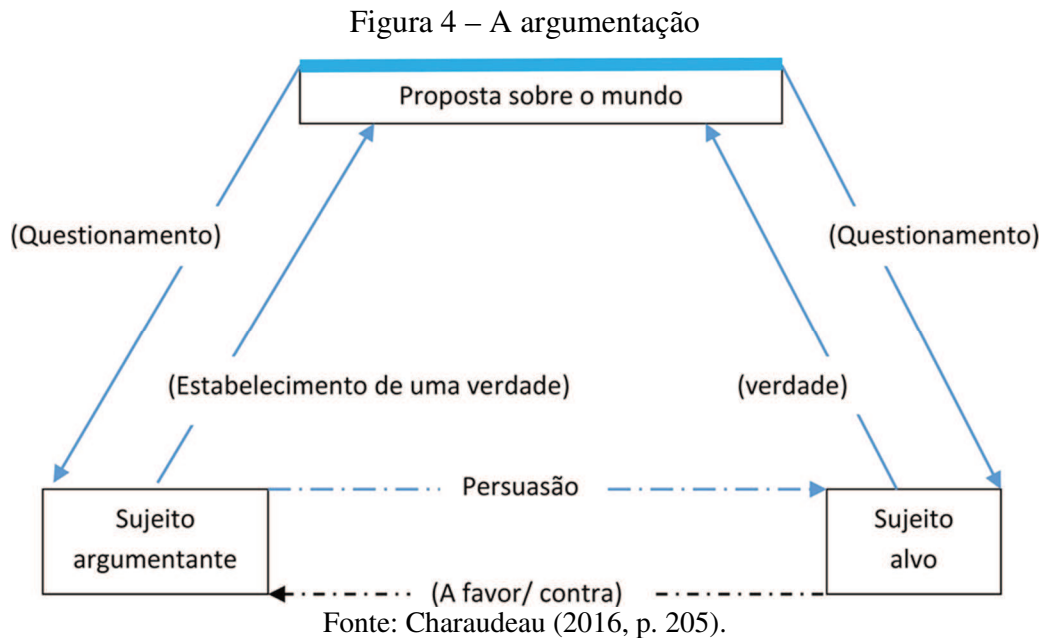 Figura 4 – A argumentação
Proposta sobre o mundo
(Questionamento)
(Questionamento)
(Estabelecimento de uma verdade)
(verdade)
Persuasão
Sujeito
argumentante
Sujeito
alvo
(A favor/ contra)
Fonte: Charaudeau (2016, p. 205).